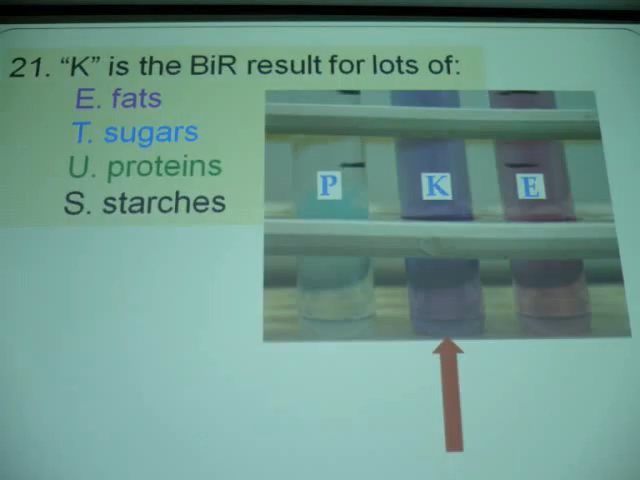 21. “K” is the BiR result for lots of:
E. fats
T. sugars
U. proteins
S. starches
P K E